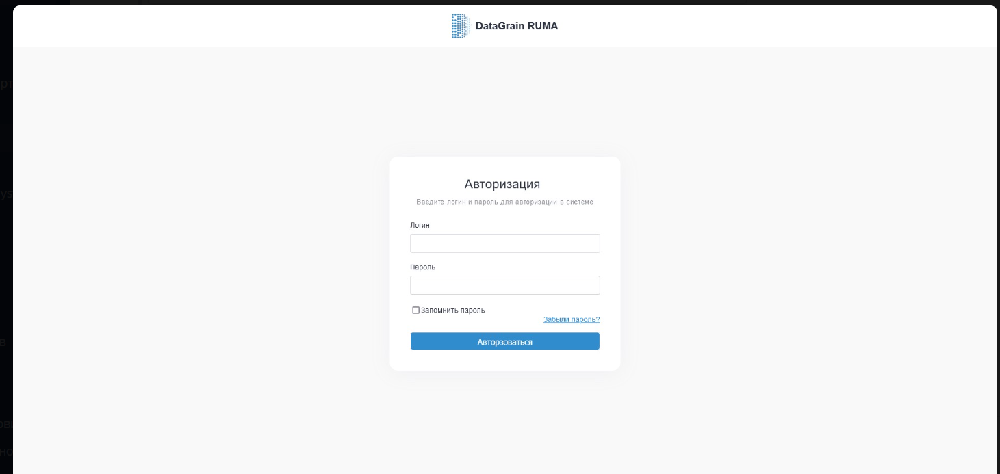 DataGrain RUMA
Авторизация
Введите логин и пароль для авторизации в системе
Логин
Пароль
Запомнить пароль
Забыли пароль?
Авторзоваться